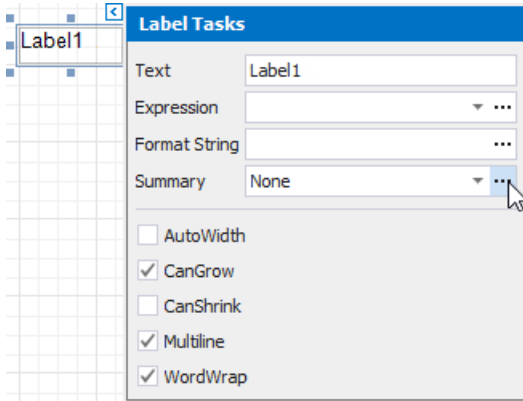 Label1
Label Tasks
Text Label1
Expression
Format String
Summary None
AutoWidth
CanGrow
CanShrink
Multiline
WordWrap